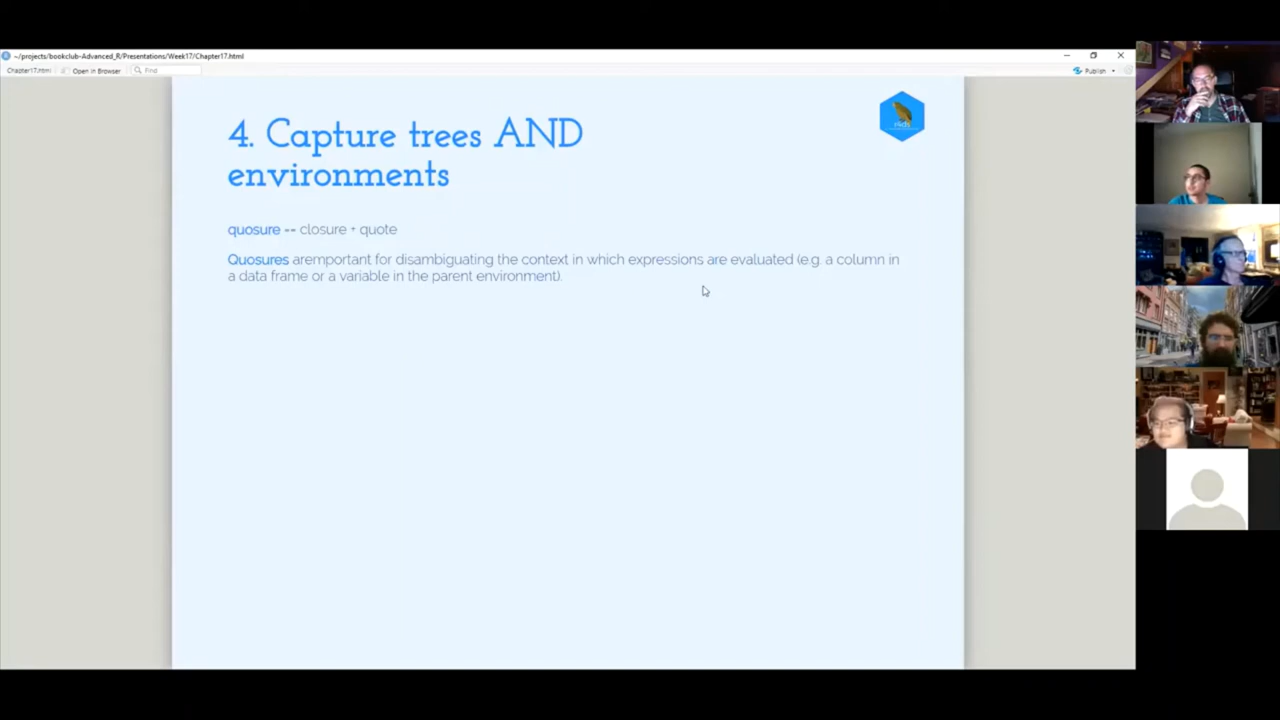 ~/projects/bookclub-Advanced_R/Presentations/Week17/Chapter17.html
Chapter17.html Open in Browser Find Publish
4. Capture trees AND
environments
quosure == closure + quote
Quosures aremportant for disambiguating the context in which expressions are evaluated (e.g. a column in
a data frame or a variable in the parent environment).